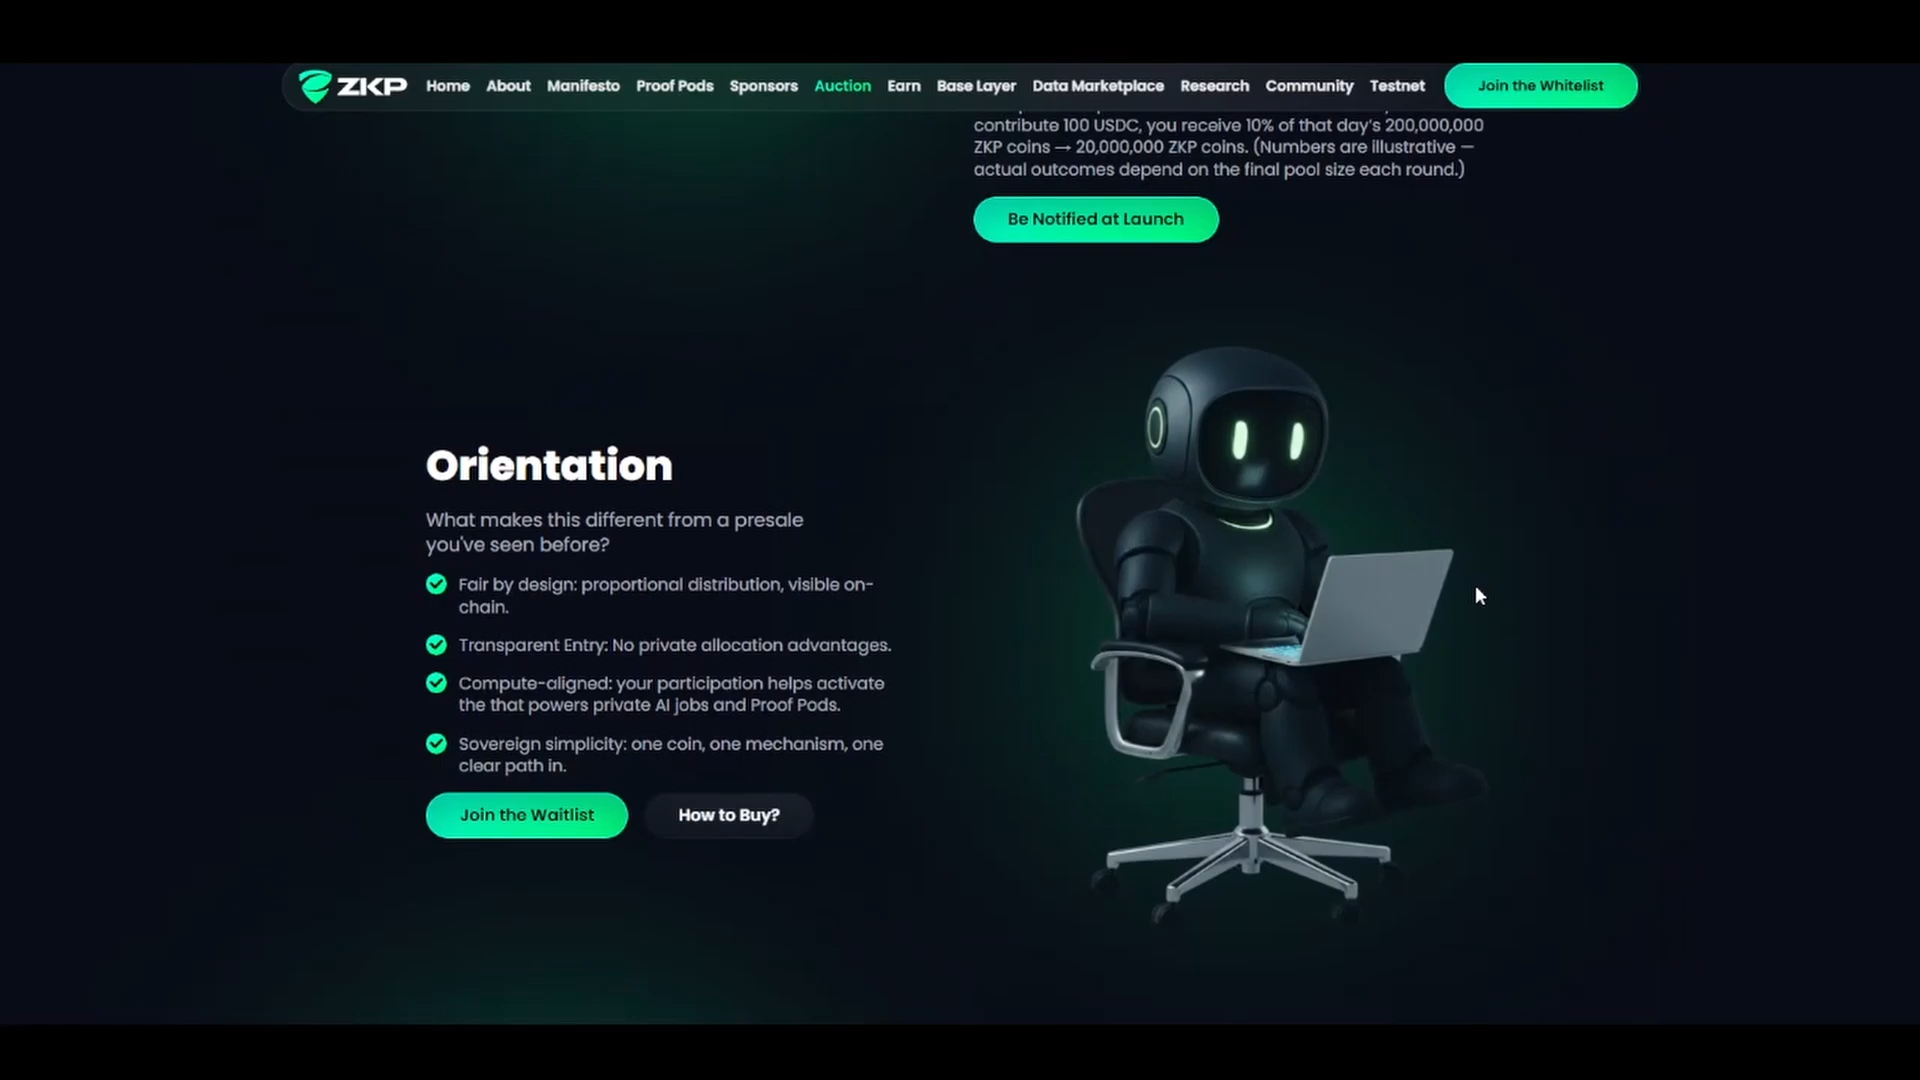 ZKP Home About Manifesto Proof Pods Sponsors Auction Earn Base Layer Data Marketplace Research Community Testnet Join the Whitelist
contribute 100 USDC, you receive 10% of that day's 200,000,000
ZKP coins → 20,000,000 ZKP coins. (Numbers are illustrative —
actual outcomes depend on the final pool size each round.)
Be Notified at Launch
Orientation
What makes this different from a presale
you've seen before?
Fair by design: proportional distribution, visible on-
chain.
Transparent Entry: No private allocation advantages.
Compute-aligned: your participation helps activate
the that powers private AI jobs and Proof Pods.
Sovereign simplicity: one coin, one mechanism, one
clear path in.
Join the Waitlist How to Buy?